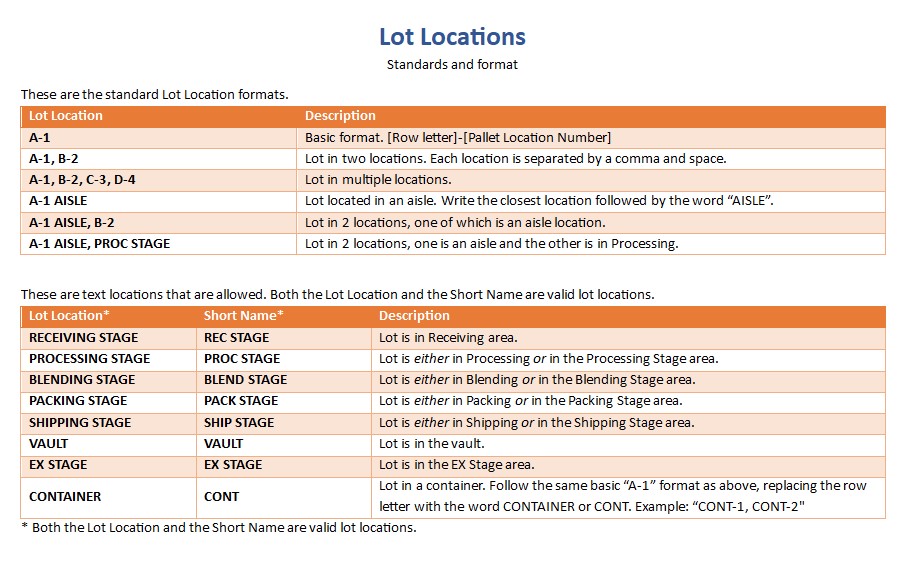 Lot Locations
Standards and format
These are the standard Lot Location formats.
Lot Location Description
A-1 Basic format. [Row letter]-[Pallet Location Number]
A-1, B-2 Lot in two locations. Each location is separated by a comma and space.
A-1, B-2, C-3, D-4 Lot in multiple locations.
A-1 AISLE Lot located in an aisle. Write the closest location followed by the word “AISLE”.
A-1 AISLE, B-2 Lot in 2 locations, one of which is an aisle location.
A-1 AISLE, PROC STAGE Lot in 2 locations, one is an aisle and the other is in Processing.
These are text locations that are allowed. Both the Lot Location and the Short Name are valid lot locations.
Lot Location* Short Name* Description
RECEIVING STAGE REC STAGE Lot is in Receiving area.
PROCESSING STAGE PROC STAGE Lot is either in Processing or in the Processing Stage area.
BLENDING STAGE BLEND STAGE Lot is either in Blending or in the Blending Stage area.
PACKING STAGE PACK STAGE Lot is either in Packing or in the Packing Stage area.
SHIPPING STAGE SHIP STAGE Lot is either in Shipping or in the Shipping Stage area.
VAULT VAULT Lot is in the vault.
EX STAGE EX STAGE Lot is in the EX Stage area.
CONTAINER CONT Lot in a container. Follow the same basic “A-1” format as above, replacing the row
letter with the word CONTAINER or CONT. Example: “CONT-1, CONT-2"
* Both the Lot Location and the Short Name are valid lot locations.